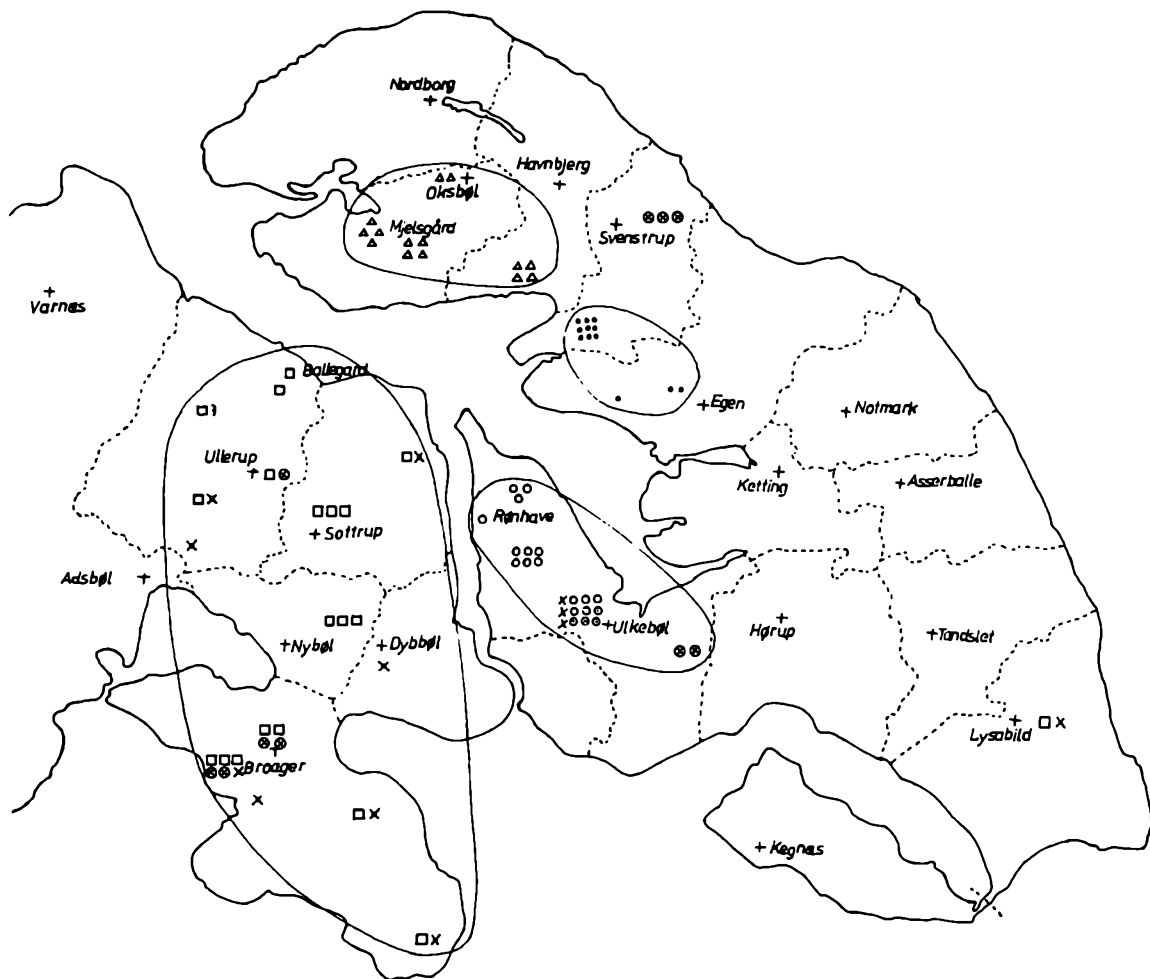 Nordborg
Havnbjerg
Oksbøl
Mjelsgård
Svenstrup
Varnæs
Ballegård
Egen
Notmark
Ullerup
Ketting
Asserballe
Rønhave
Sottrup
Adsbøl
Ulkebøl
Hørup
Tandslet
Nybøl
Dybbøl
Lysabild
Broager
Kegnæs